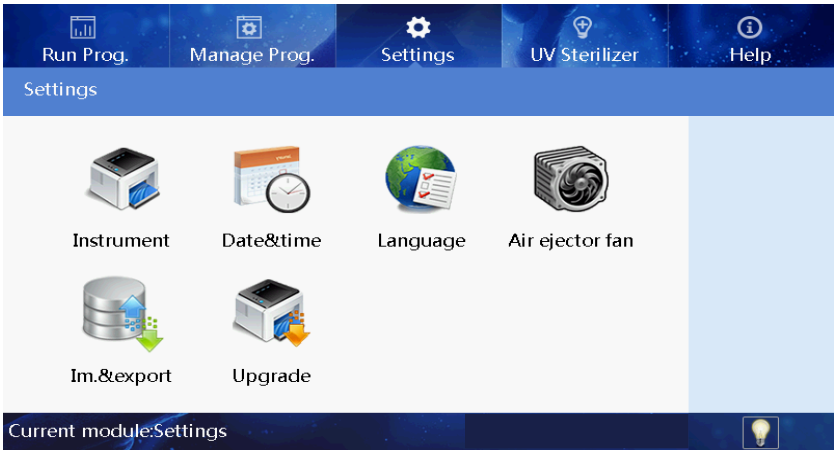 Run Prog.
Manage Prog.
Settings
UV Sterilizer
Help
Settings
Instrument
Date&time
Language
Air ejector fan
Im.&export
Upgrade
Current module:Settings